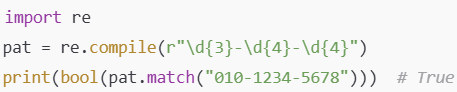 import re
pat = re.compile(r"\d{3}-\d{4}-\d{4}")
print(bool(pat.match("010-1234-5678")))  # True